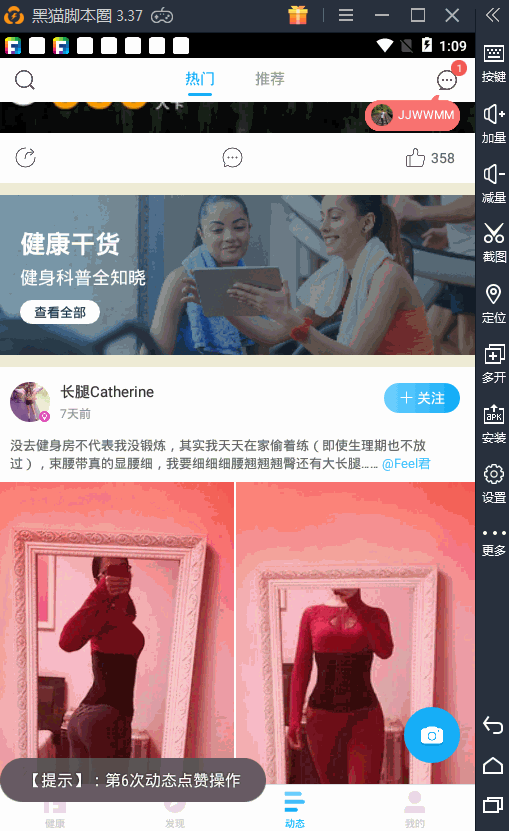 黑猫脚本圈 3.37
1:09
热门
推荐
1
按键
JJWWMM
加量
358
减量
截图
健康干货
健身科普全知晓
查看全部
定位
多开
长腿Catherine
7天前
+ 关注
APK
安装
没去健身房不代表我没锻炼，其实我天天在家偷着练（即使生理期也不放
过），束腰带真的显腰细，我要细细细腰翘翘翘臀还有大长腿...... @Feel君
设置
更多
【提示】：第6次动态点赞操作
健康
发现
动态
我的